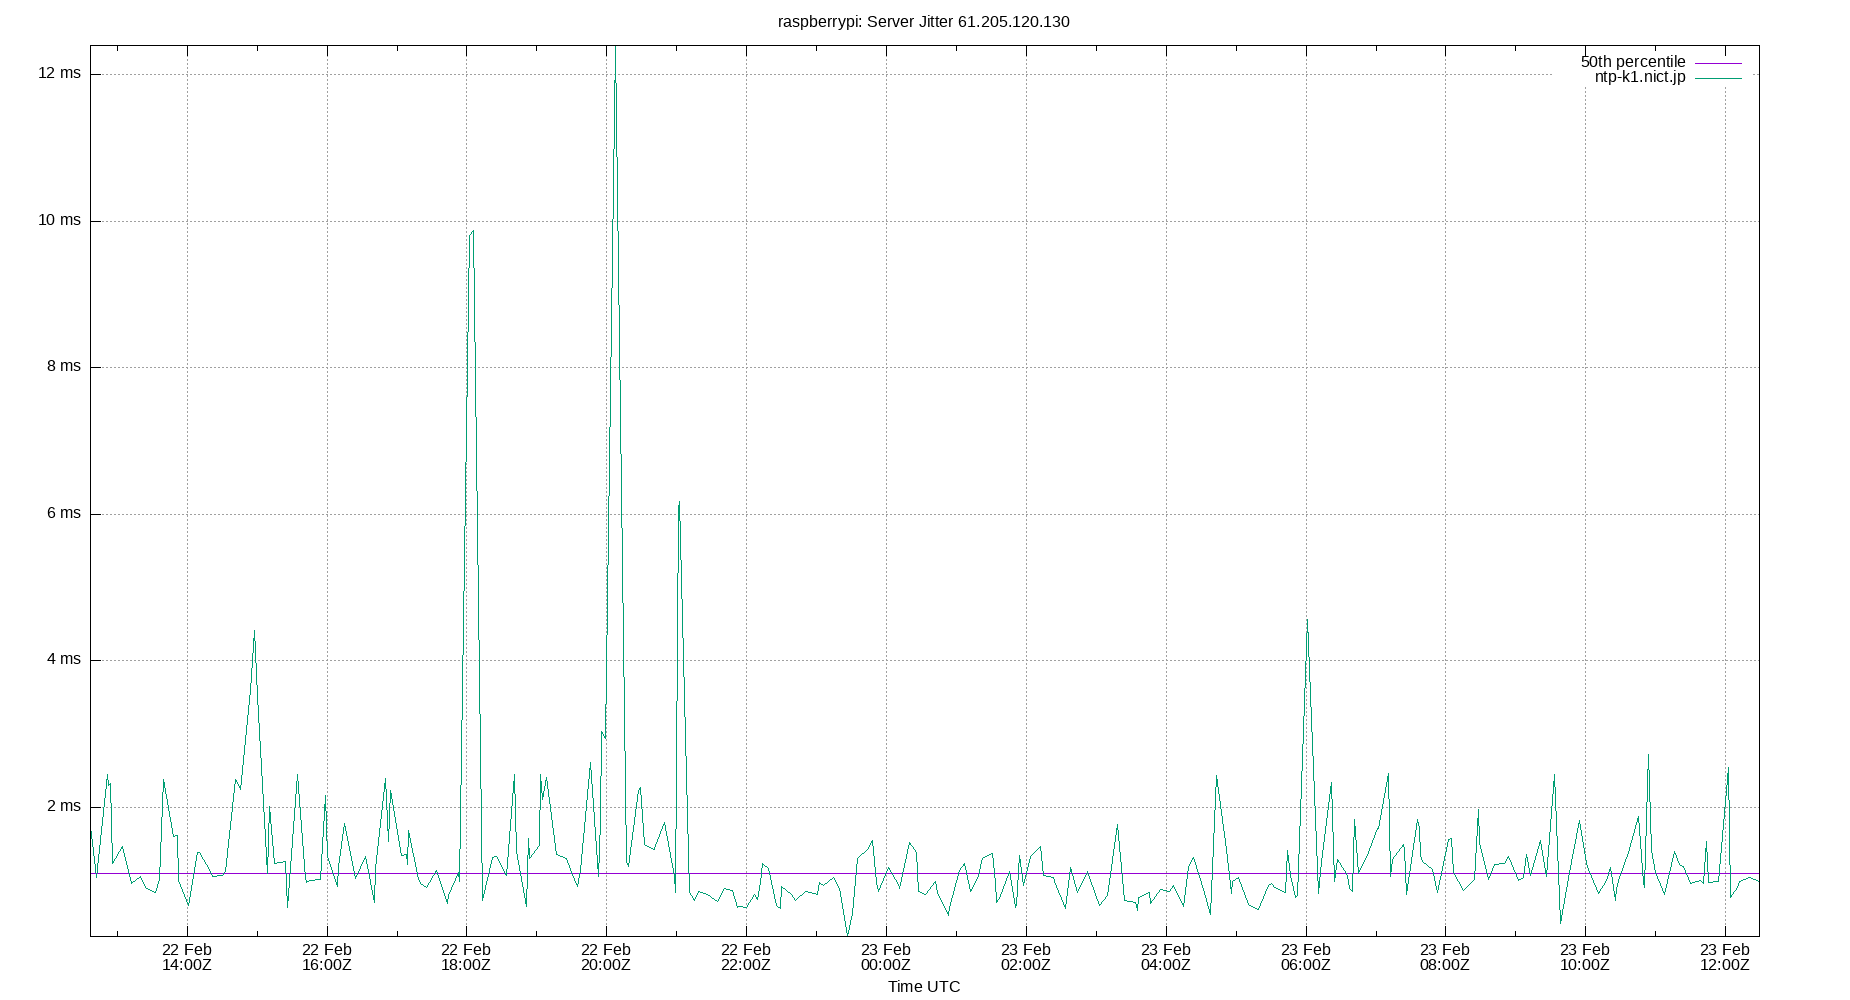 raspberrypi: Server Jitter 61.205.120.130
50th percentile
ntp-k1.nict.jp
12 ms
10 ms
8 ms
6 ms
4 ms
2 ms
22 Feb 22 Feb 22 Feb 22 Feb 22 Feb 23 Feb 23 Feb 23 Feb 23 Feb 23 Feb 23 Feb 23 Feb
14:00Z 16:00Z 18:00Z 20:00Z 22:00Z 00:00Z 02:00Z 04:00Z 06:00Z 08:00Z 10:00Z 12:00Z
Time UTC